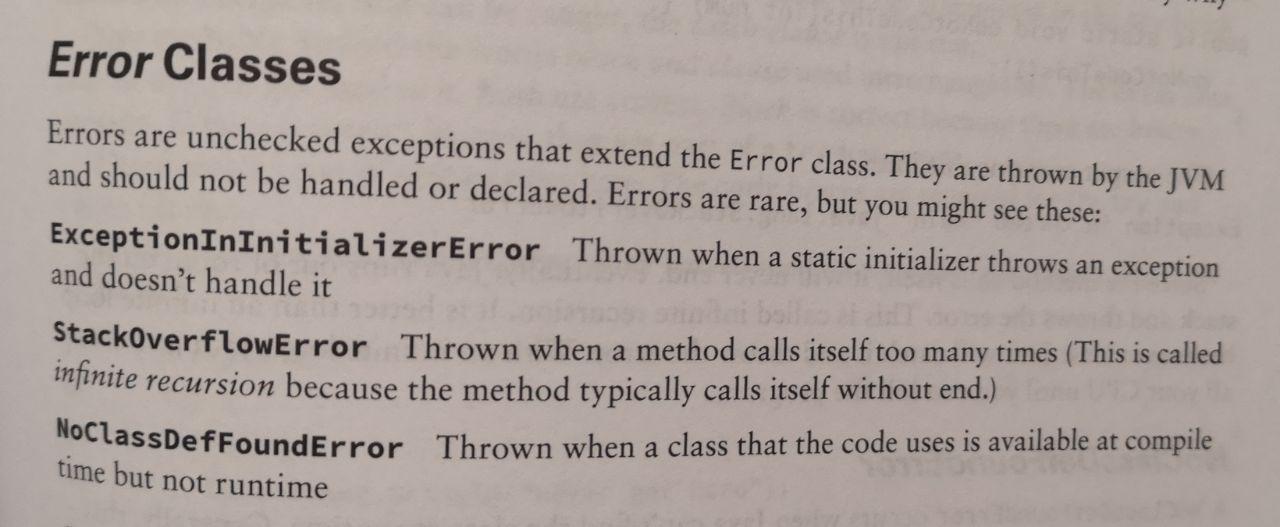 Error Classes
Errors are unchecked exceptions that extend the Error class. They are thrown by the JVM
and should not be handled or declared. Errors are rare, but you might see these:
ExceptionInInitializerError Thrown when a static initializer throws an exception
and doesn't handle it
StackOverflowError Thrown when a method calls itself too many times (This is called
infinite recursion because the method typically calls itself without end.)
NoClassDefFoundError Thrown when a class that the code uses is available at compile
time but not runtime